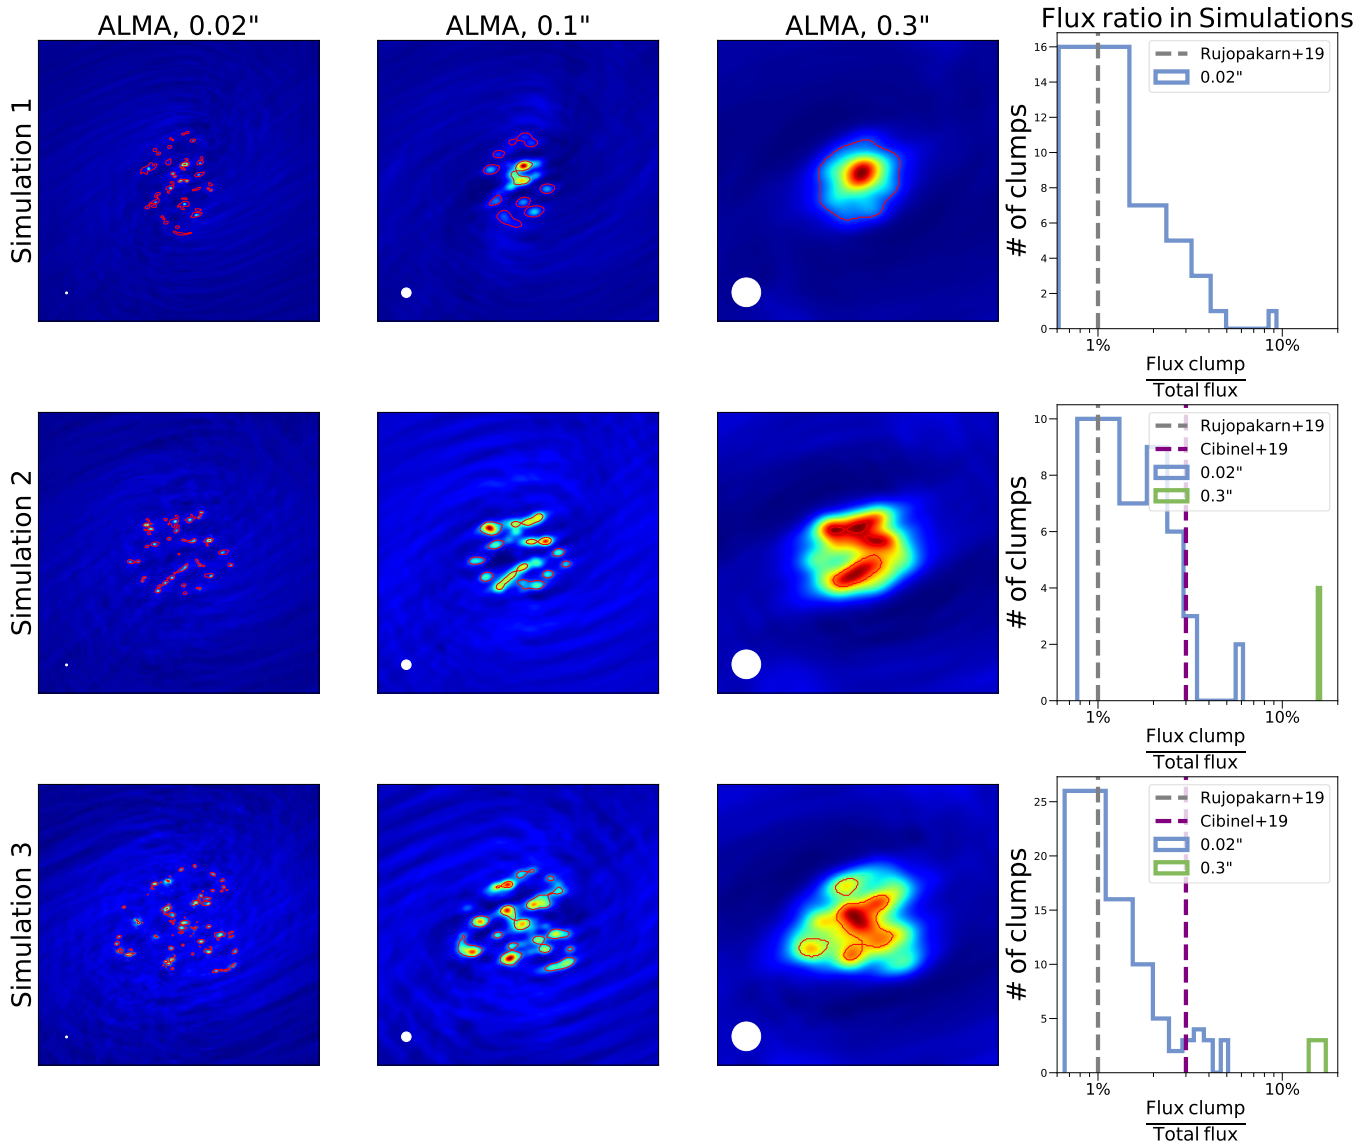 ALMA, 0.02"
ALMA, 0.1"
ALMA, 0.3"
Flux ratio in Simulations
Simulation 1
# of clumps
16
14
12
10
8
6
4
2
0
Rujopakarn+19
0.02"
1%
10%
Flux clump
Total flux
Simulation 2
# of clumps
10
8
6
4
2
0
Rujopakarn+19
Cibinel+19
0.02"
0.3"
1%
10%
Flux clump
Total flux
Simulation 3
# of clumps
25
20
15
10
5
0
Rujopakarn+19
Cibinel+19
0.02"
0.3"
1%
10%
Flux clump
Total flux